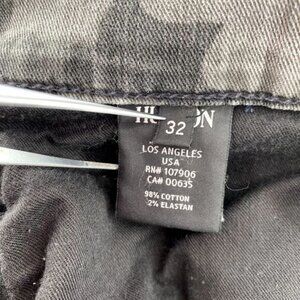 32
LOS ANGELES
USA
RN# 107906
CA# 00635
98% COTTON
2% ELASTAN